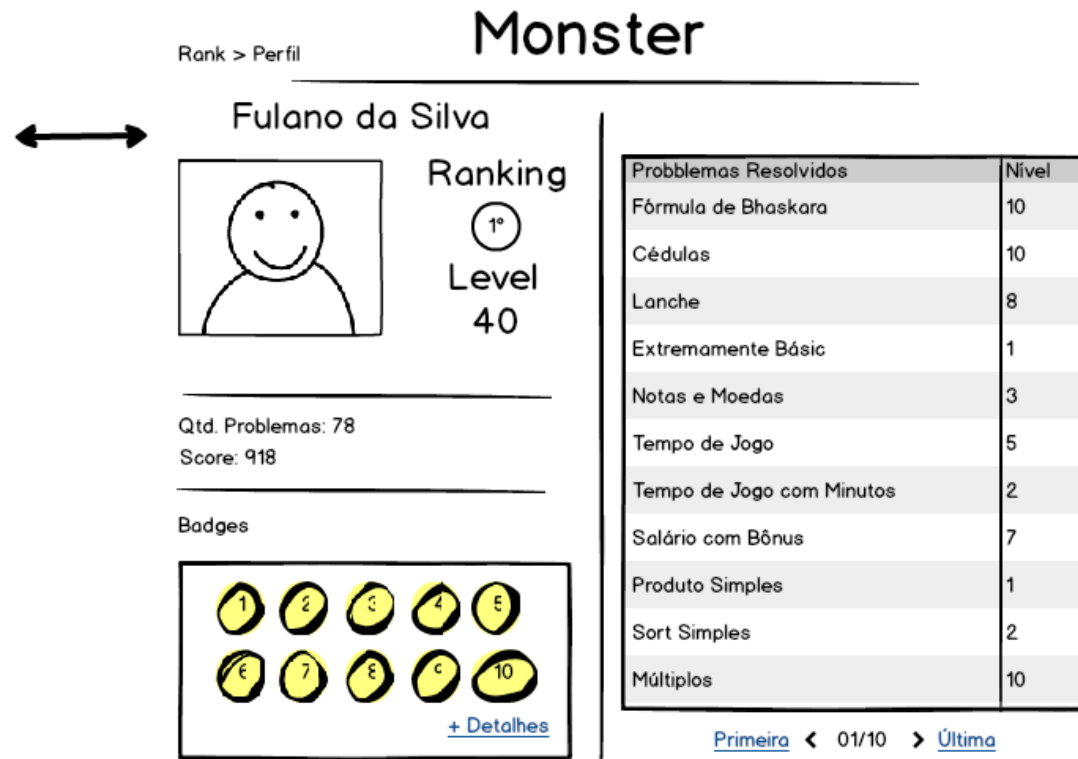 Monster
Rank > Perfil
Fulano da Silva
Ranking
1º
Level
40
Qtd. Problemas: 78
Score: 918
Badges
1 2 3 4 5
6 7 8 9 10
+ Detalhes
Probblemas Resolvidos Nível
Fórmula de Bhaskara 10
Cédulas 10
Lanche 8
Extremamente Básic 1
Notas e Moedas 3
Tempo de Jogo 5
Tempo de Jogo com Minutos 2
Salário com Bônus 7
Produto Simples 1
Sort Simples 2
Múltiplos 10
Primeira < 01/10 > Última